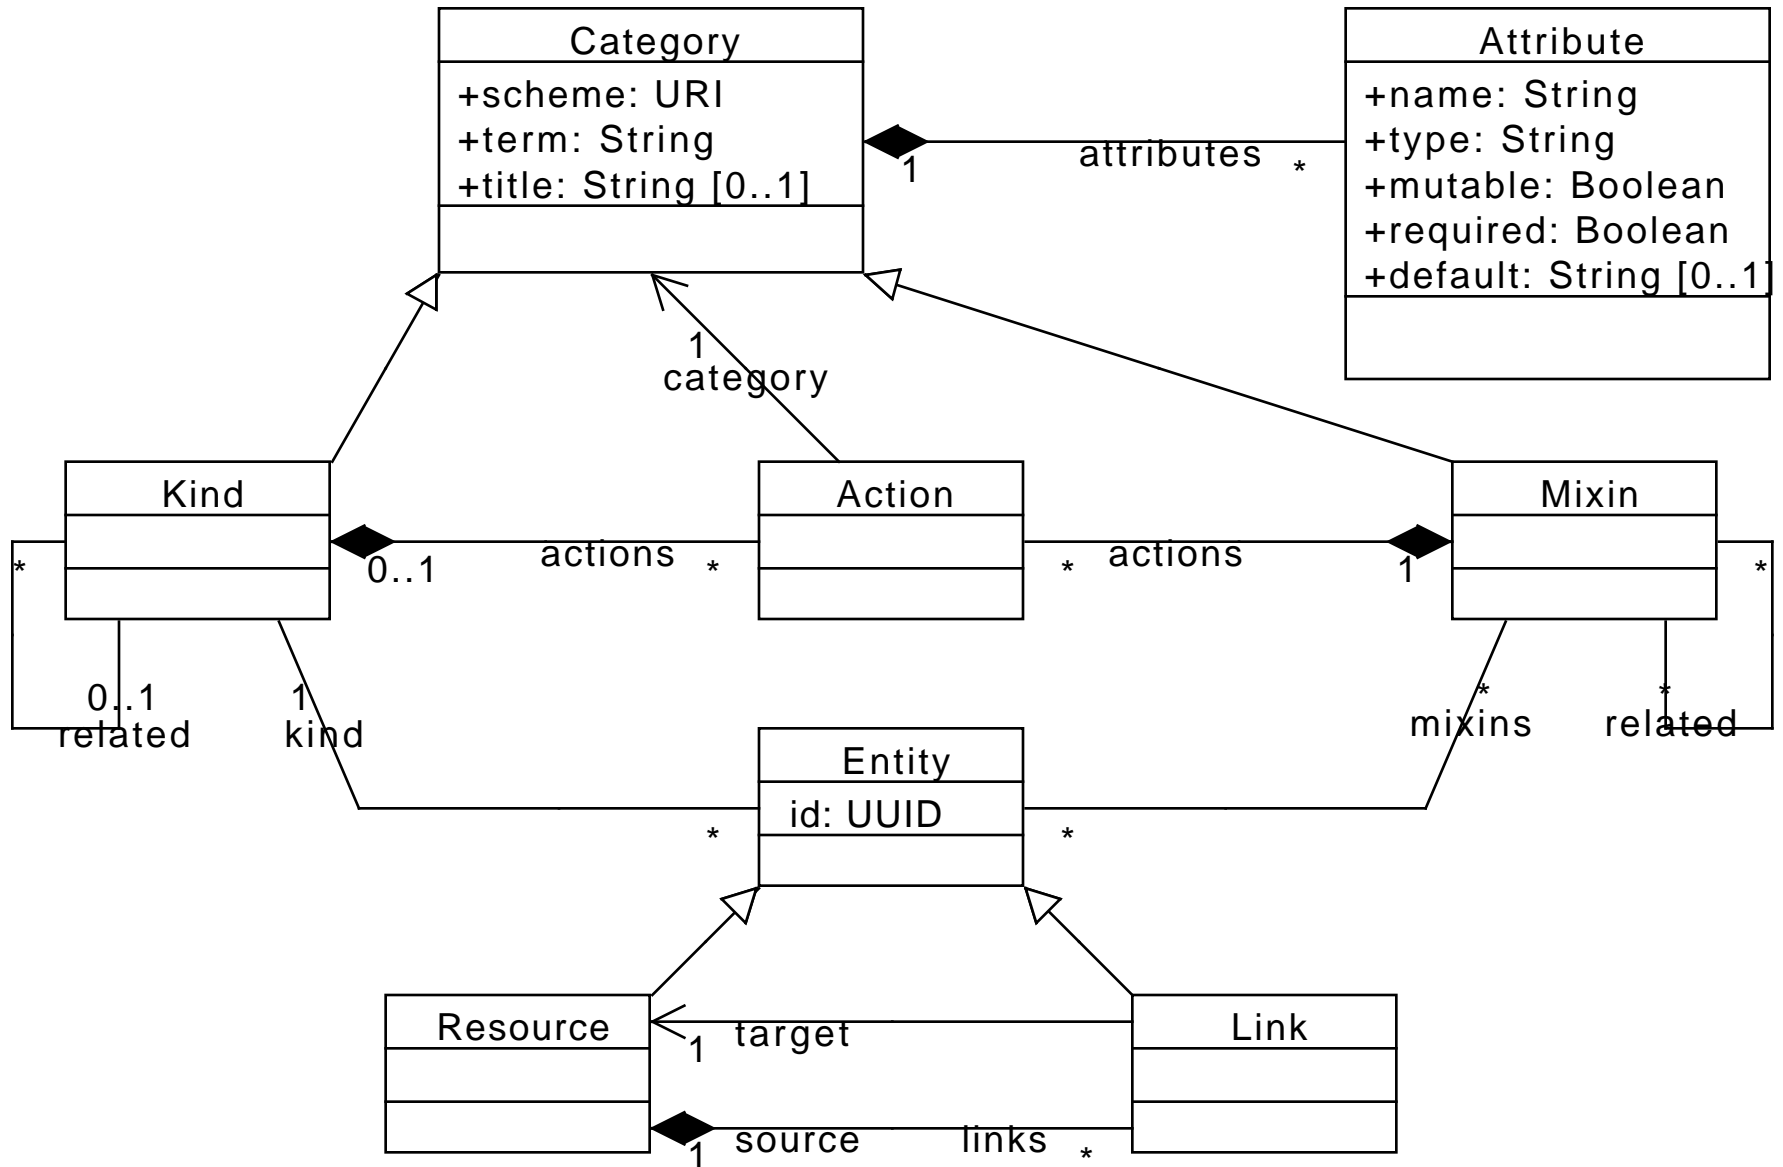 Category
+scheme: URI
+term: String
+title: String [0..1]
Attribute
+name: String
+type: String
+mutable: Boolean
+required: Boolean
+default: String [0..1]
1
attributes
*
1
category
Kind
Action
Mixin
*
0..1
actions
*
*
actions
1
*
0..1
related
1
kind
*
mixins
*
related
Entity
id: UUID
*
*
Resource
Link
1
target
1
source
links
*